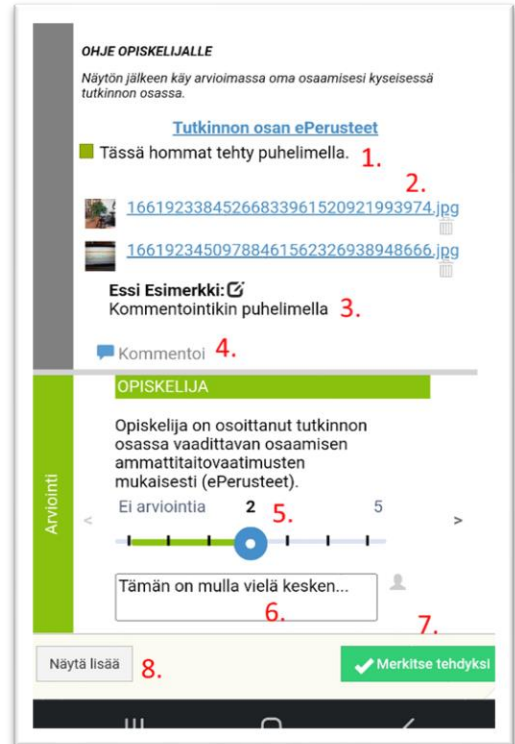 OHJE OPISKELIJALLE
Näytön jälkeen käy arvioimassa oma osaamisesi kyseisessä
tutkinnon osassa.
Tutkinnon osan ePerusteet
Tässä hommat tehty puhelimella. 1.
2.
16619233845266833961520921993974.jpg
16619234509788461562326938948666.jpg
Essi Esimerkki:
Kommentointikin puhelimella 3.
Kommentoi 4.
OPISKELIJA
Arviointi
Opiskelija on osoittanut tutkinnon
osassa vaadittavan osaamisen
ammattitaitovaatimusten
mukaisesti (ePerusteet).
Ei arviointia 2 5. 5
< >
Tämän on mulla vielä kesken...
6.
7.
Näytä lisää 8. Merkitse tehdyksi